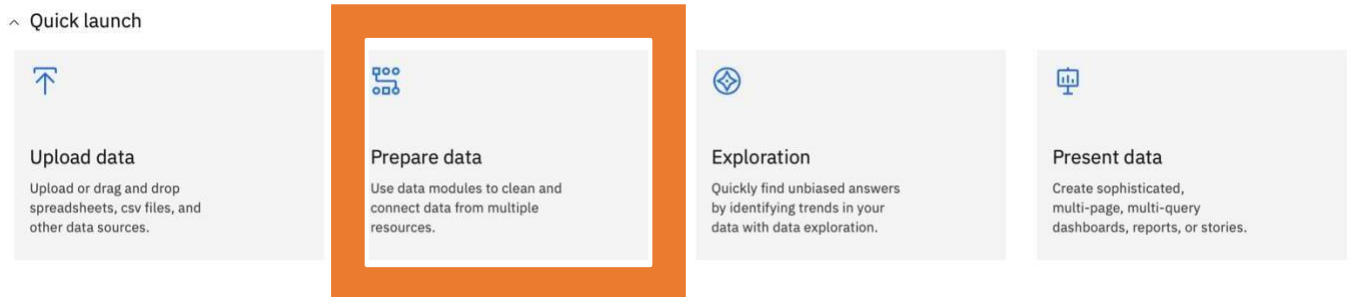 Quick launch
Upload data
Upload or drag and drop
spreadsheets, csv files, and
other data sources.
Prepare data
Use data modules to clean and
connect data from multiple
resources.
Exploration
Quickly find unbiased answers
by identifying trends in your
data with data exploration.
Present data
Create sophisticated,
multi-page, multi-query
dashboards, reports, or stories.